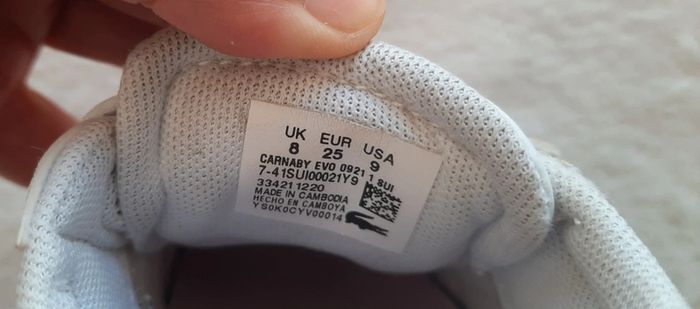 UK EUR USA
8 25 9
CARNABY EVO 0921 1 SUI
7-41SUI00021Y9
334211220
MADE IN CAMBODIA
HECHO EN CAMBOYA
YS0K0CYV00014